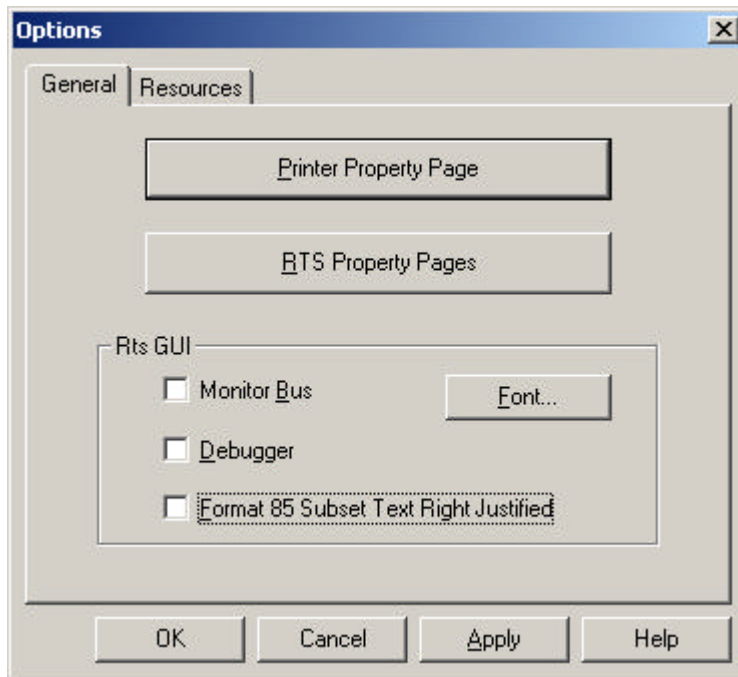 Options
General Resources
Printer Property Page
RTS Property Pages
Rts GUI
Monitor Bus Font...
Debugger
Format 85 Subset Text Right Justified
OK Cancel Apply Help